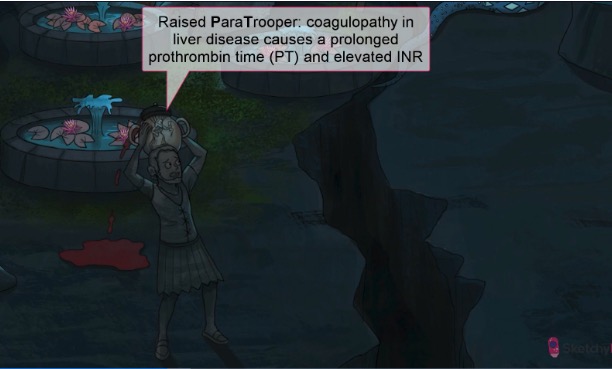 Raised ParaTrooper: coagulopathy in
liver disease causes a prolonged
prothrombin time (PT) and elevated INR